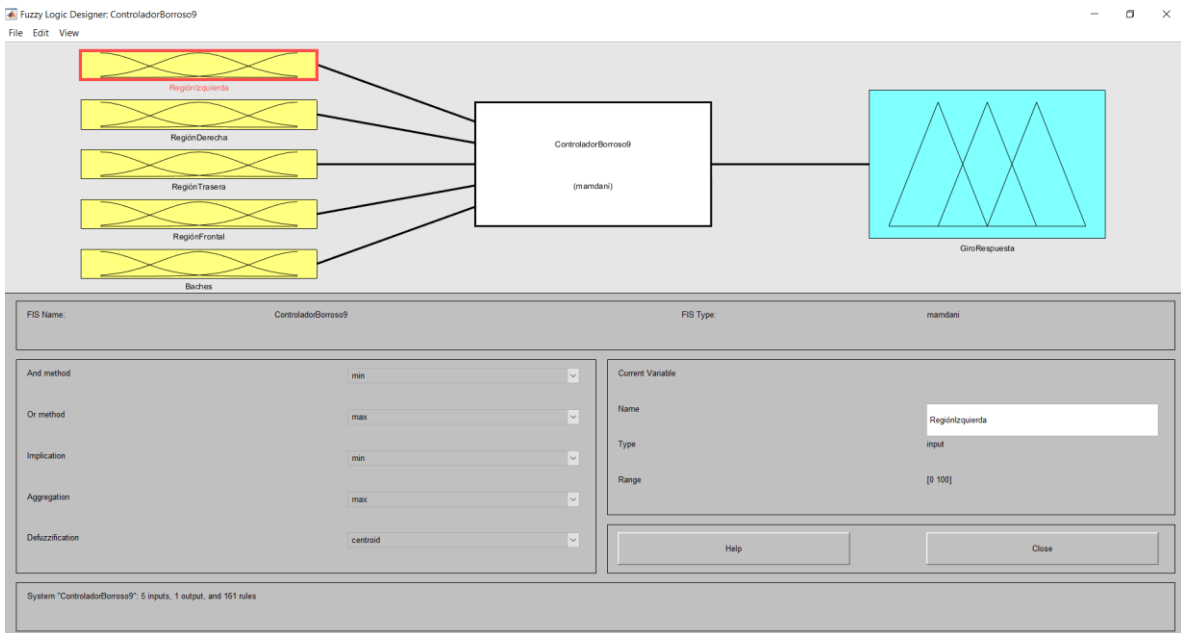 Fuzzy Logic Designer: ControladorBorroso9
File Edit View
RegiónIzquierda
RegiónDerecha
RegiónTrasera
RegiónFrontal
Baches
ControladorBorroso9
(mamdani)
GiroRespuesta
FIS Name: ControladorBorroso9 FIS Type: mamdani
And method min
Or method max
Implication min
Aggregation max
Defuzzification centroid
Current Variable
Name RegiónIzquierda
Type input
Range [0 100]
Help Close
System "ControladorBorroso9": 5 inputs, 1 output, and 161 rules